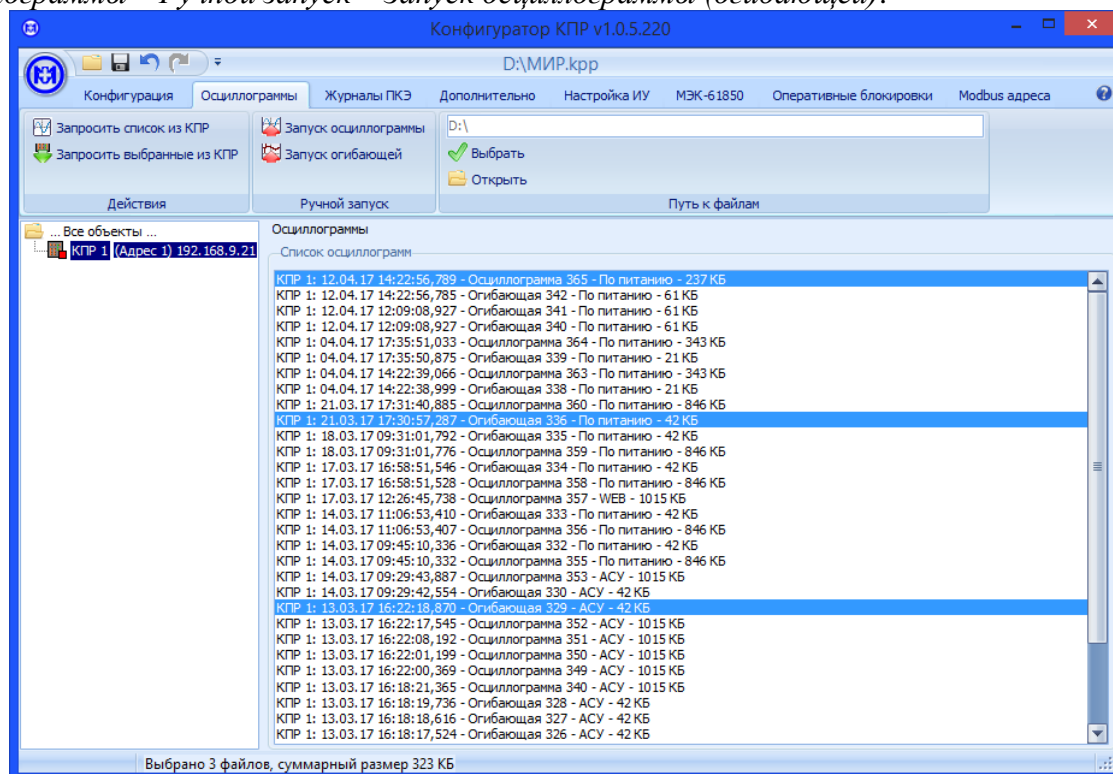 ограммы – Ручной запуск – Запуск осциллограммы (огибающей).
Конфигуратор КПР v1.0.5.220
D:\МИР.kpp
Конфигурация Осциллограммы Журналы ПКЭ Дополнительно Настройка ИУ МЭК-61850 Оперативные блокировки Modbus адреса
Запросить список из КПР
Запросить выбранные из КПР
Действия
Запуск осциллограммы
Запуск огибающей
Ручной запуск
D:\
Выбрать
Открыть
Путь к файлам
... Все объекты ...
КПР 1 (Адрес 1) 192.168.9.21
Осциллограммы
Список осциллограмм
КПР 1: 12.04.17 14:22:56,789 - Осциллограмма 365 - По питанию - 237 КБ
КПР 1: 12.04.17 14:22:56,785 - Огибающая 342 - По питанию - 61 КБ
КПР 1: 12.04.17 12:09:08,927 - Огибающая 341 - По питанию - 61 КБ
КПР 1: 12.04.17 12:09:08,927 - Огибающая 340 - По питанию - 61 КБ
КПР 1: 04.04.17 17:35:51,033 - Осциллограмма 364 - По питанию - 343 КБ
КПР 1: 04.04.17 17:35:50,875 - Огибающая 339 - По питанию - 21 КБ
КПР 1: 04.04.17 14:22:39,066 - Осциллограмма 363 - По питанию - 343 КБ
КПР 1: 04.04.17 14:22:38,999 - Огибающая 338 - По питанию - 21 КБ
КПР 1: 21.03.17 17:31:40,885 - Осциллограмма 360 - По питанию - 846 КБ
КПР 1: 21.03.17 17:30:57,287 - Огибающая 336 - По питанию - 42 КБ
КПР 1: 18.03.17 09:31:01,792 - Огибающая 335 - По питанию - 42 КБ
КПР 1: 18.03.17 09:31:01,776 - Осциллограмма 359 - По питанию - 846 КБ
КПР 1: 17.03.17 16:58:51,546 - Огибающая 334 - По питанию - 42 КБ
КПР 1: 17.03.17 16:58:51,528 - Осциллограмма 358 - По питанию - 846 КБ
КПР 1: 17.03.17 12:26:45,738 - Осциллограмма 357 - WEB - 1015 КБ
КПР 1: 14.03.17 11:06:53,410 - Огибающая 333 - По питанию - 42 КБ
КПР 1: 14.03.17 11:06:53,407 - Осциллограмма 356 - По питанию - 846 КБ
КПР 1: 14.03.17 09:45:10,336 - Огибающая 332 - По питанию - 42 КБ
КПР 1: 14.03.17 09:45:10,332 - Осциллограмма 355 - По питанию - 846 КБ
КПР 1: 14.03.17 09:29:43,887 - Осциллограмма 353 - АСУ - 1015 КБ
КПР 1: 14.03.17 09:29:42,554 - Огибающая 330 - АСУ - 42 КБ
КПР 1: 13.03.17 16:22:18,870 - Огибающая 329 - АСУ - 42 КБ
КПР 1: 13.03.17 16:22:17,545 - Осциллограмма 352 - АСУ - 1015 КБ
КПР 1: 13.03.17 16:22:08,192 - Осциллограмма 351 - АСУ - 1015 КБ
КПР 1: 13.03.17 16:22:01,199 - Осциллограмма 350 - АСУ - 1015 КБ
КПР 1: 13.03.17 16:22:00,369 - Осциллограмма 349 - АСУ - 1015 КБ
КПР 1: 13.03.17 16:18:21,365 - Осциллограмма 340 - АСУ - 1015 КБ
КПР 1: 13.03.17 16:18:19,736 - Огибающая 328 - АСУ - 42 КБ
КПР 1: 13.03.17 16:18:18,616 - Огибающая 327 - АСУ - 42 КБ
КПР 1: 13.03.17 16:18:17,524 - Огибающая 326 - АСУ - 42 КБ
Выбрано 3 файлов, суммарный размер 323 КБ